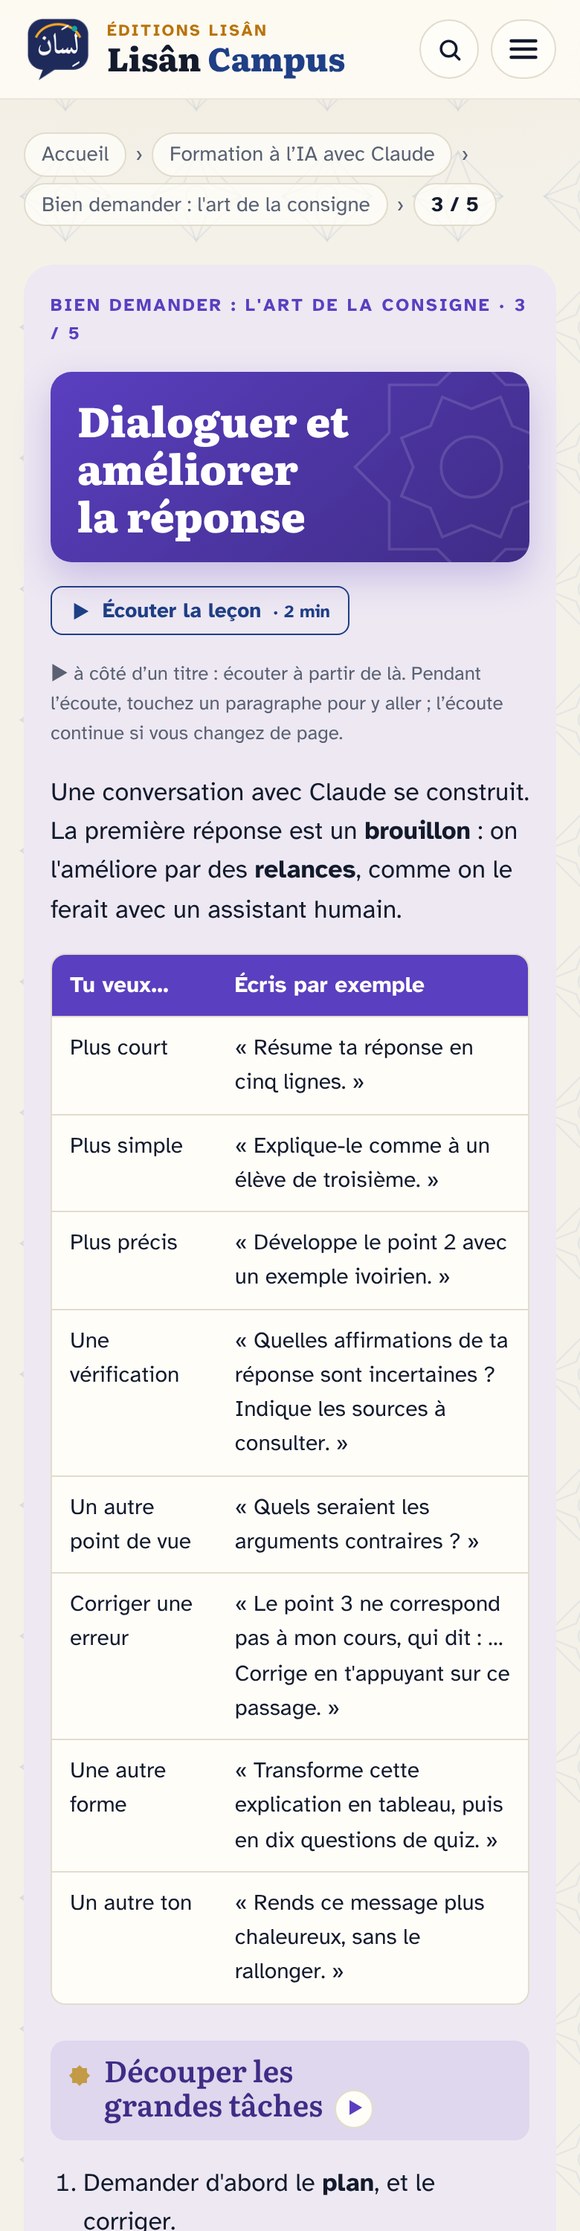 لِسَان
ÉDITIONS LISÂN
Lisân Campus
Accueil › Formation à l’IA avec Claude ›
Bien demander : l'art de la consigne › 3 / 5
BIEN DEMANDER : L'ART DE LA CONSIGNE · 3
/ 5
Dialoguer et
améliorer
la réponse
▶ Écouter la leçon · 2 min
▶ à côté d’un titre : écouter à partir de là. Pendant
l’écoute, touchez un paragraphe pour y aller ; l’écoute
continue si vous changez de page.
Une conversation avec Claude se construit.
La première réponse est un brouillon : on
l'améliore par des relances, comme on le
ferait avec un assistant humain.
Tu veux… Écris par exemple
Plus court « Résume ta réponse en
cinq lignes. »
Plus simple « Explique-le comme à un
élève de troisième. »
Plus précis « Développe le point 2 avec
un exemple ivoirien. »
Une « Quelles affirmations de ta
vérification réponse sont incertaines ?
Indique les sources à
consulter. »
Un autre « Quels seraient les
point de vue arguments contraires ? »
Corriger une « Le point 3 ne correspond
erreur pas à mon cours, qui dit : …
Corrige en t'appuyant sur ce
passage. »
Une autre « Transforme cette
forme explication en tableau, puis
en dix questions de quiz. »
Un autre ton « Rends ce message plus
chaleureux, sans le
rallonger. »
Découper les
grandes tâches ▶
1. Demander d'abord le plan, et le
corriger.